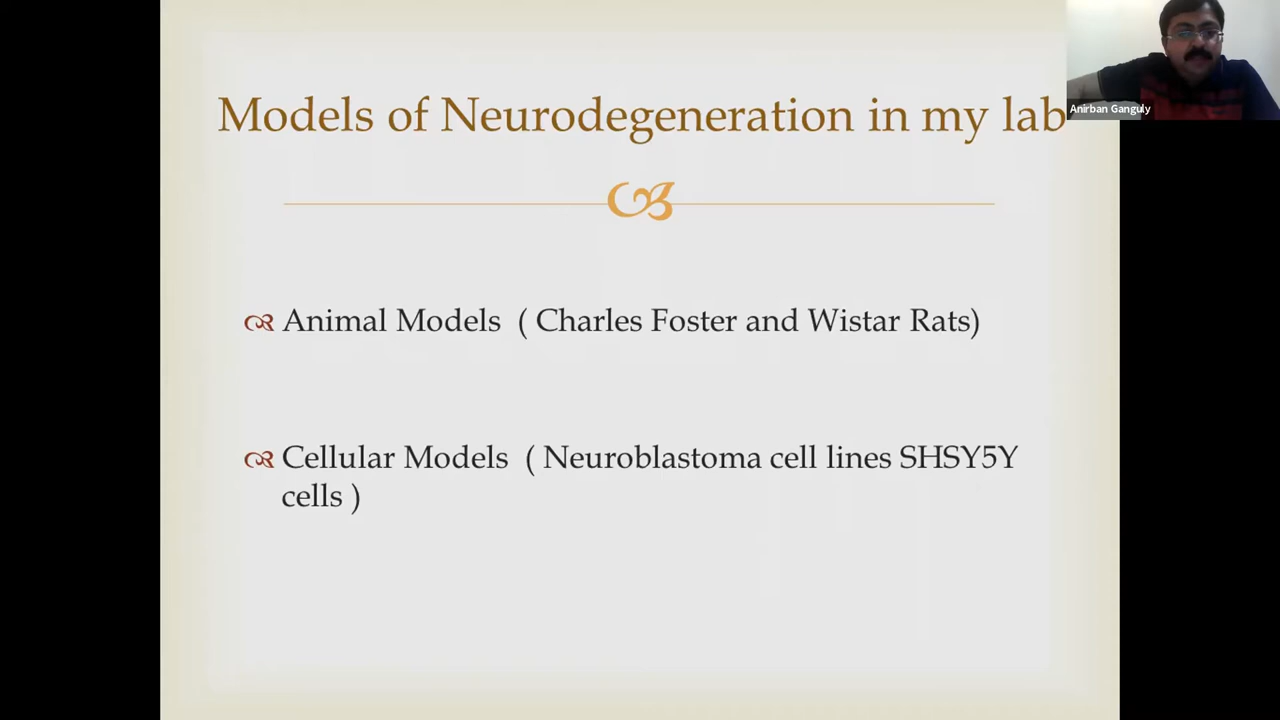 Models of Neurodegeneration in my lab
Anirban Ganguly
Animal Models ( Charles Foster and Wistar Rats)
Cellular Models ( Neuroblastoma cell lines SHSY5Y
cells )